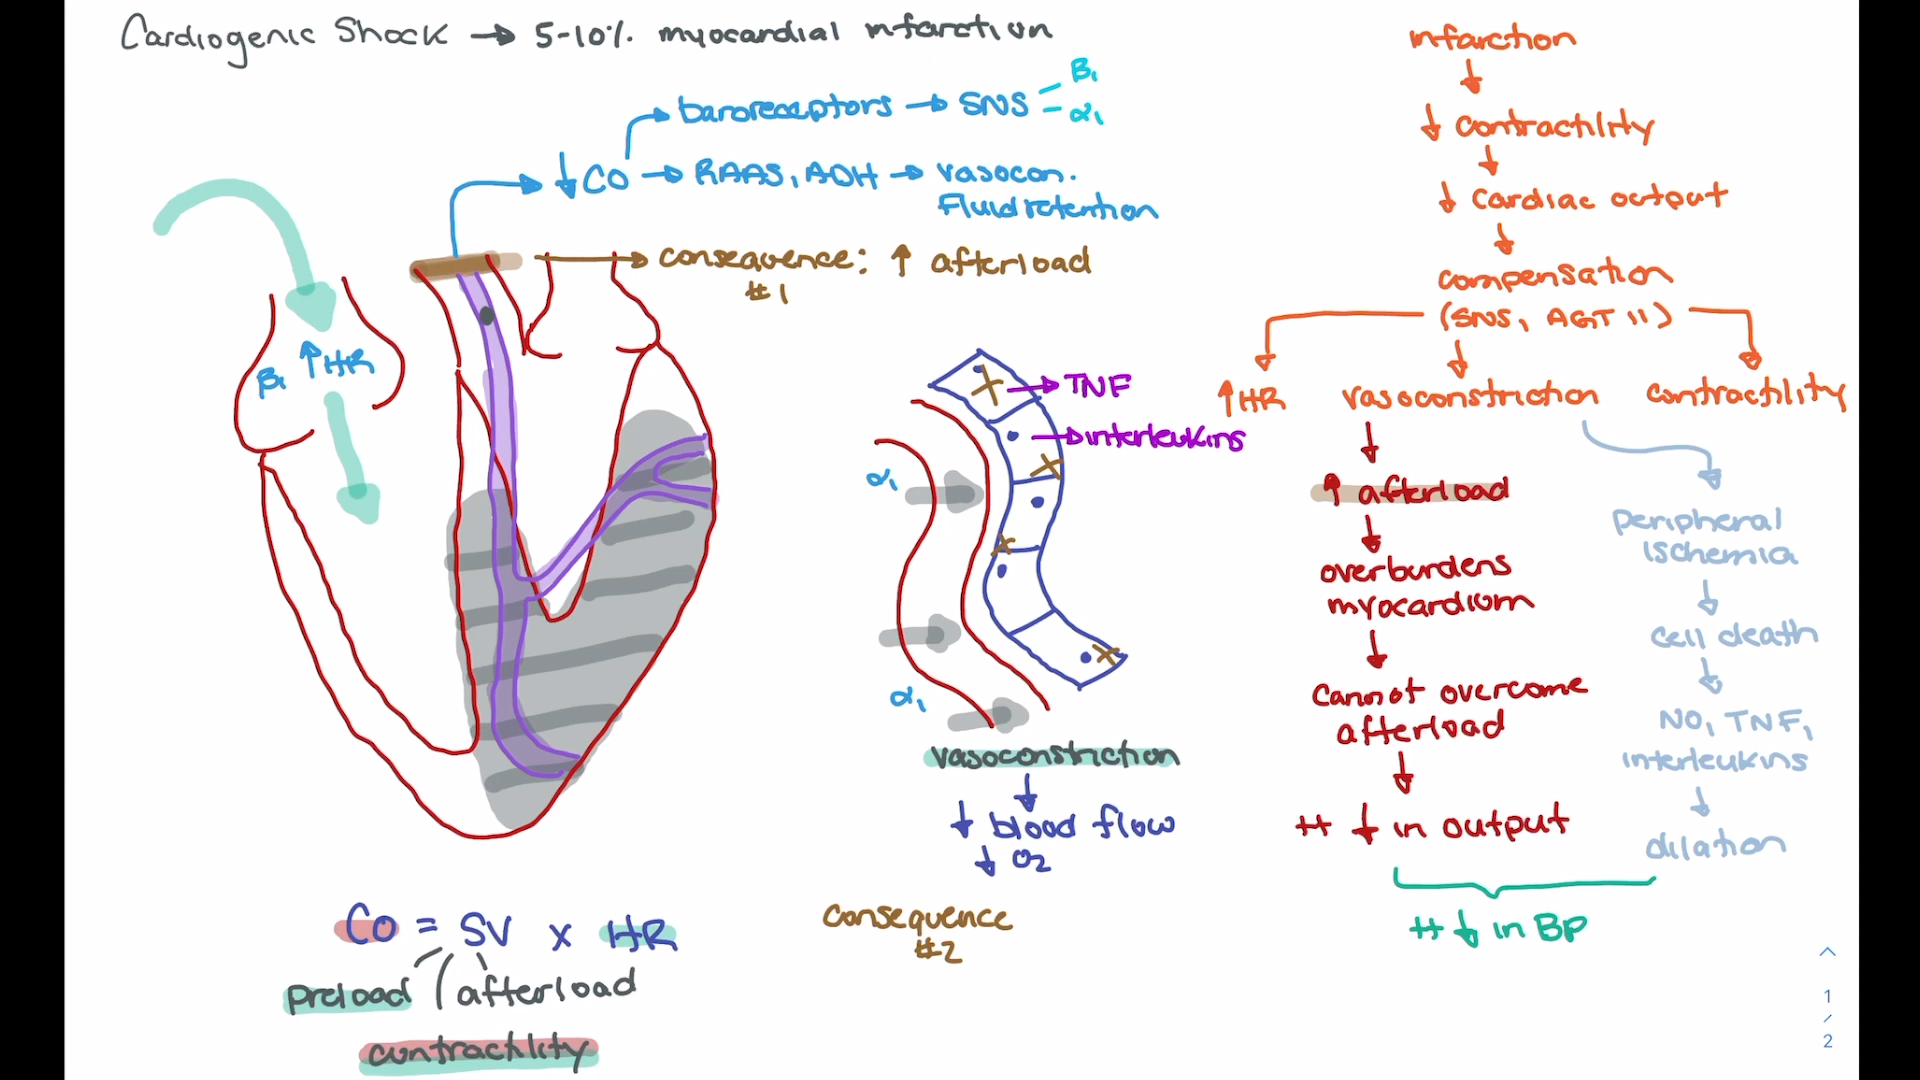 Cardiogenic Shock → 5-10% myocardial infarction
β₁
baroreceptors → SNS
α₁
↓ CO → RAAS, ADH → vasocon.
Fluid retention
consequence: ↑ afterload
#1
β₁ ↑HR
TNF
interleukins
α₁
α₁
vasoconstriction
↓ blood flow
↓ O₂
Consequence
#2
CO = SV x HR
preload / afterload
contractility
infarction
↓ contractility
↓ Cardiac output
compensation
(SNS, AGT II)
↑HR vasoconstriction contractility
↑ afterload
overburdens
myocardium
Cannot overcome
afterload
↓↓ in output
peripheral
ischemia
cell death
NO, TNF,
interleukins
dilation
↓↓ in BP
1
/
2